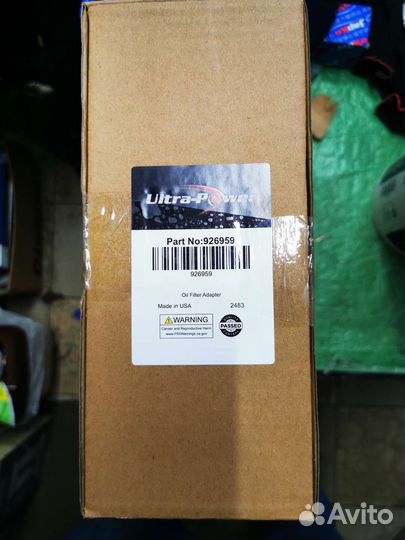 Ultra-Power
Part No:926959
926959
Oil Filter Adapter
Made in USA 2483
WARNING
Cancer and Reproductive Harm
www.P65Warnings.ca.gov
PASSED
Avito